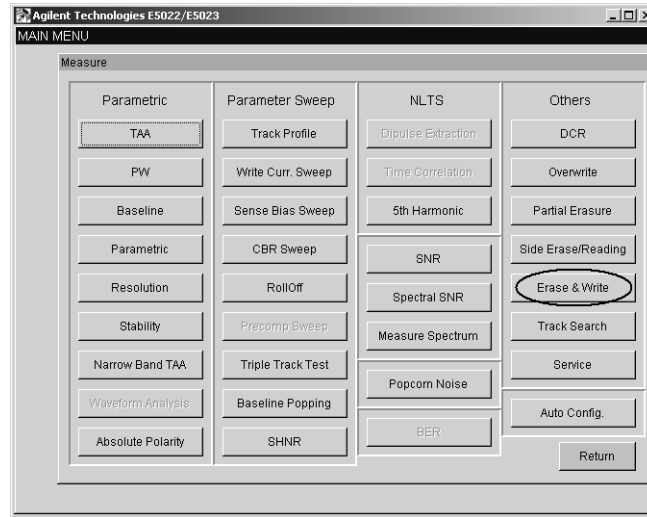 Agilent Technologies E5022/E5023
MAIN MENU
Measure
Parametric
TAA
PW
Baseline
Parametric
Resolution
Stability
Narrow Band TAA
Waveform Analysis
Absolute Polarity
Parameter Sweep
Track Profile
Write Curr. Sweep
Sense Bias Sweep
CBR Sweep
RollOff
Precomp Sweep
Triple Track Test
Baseline Popping
SHNR
NLTS
Dipulse Extraction
Time Correlation
5th Harmonic
SNR
Spectral SNR
Measure Spectrum
Popcorn Noise
BER
Others
DCR
Overwrite
Partial Erasure
Side Erase/Reading
Erase & Write
Track Search
Service
Auto Config.
Return